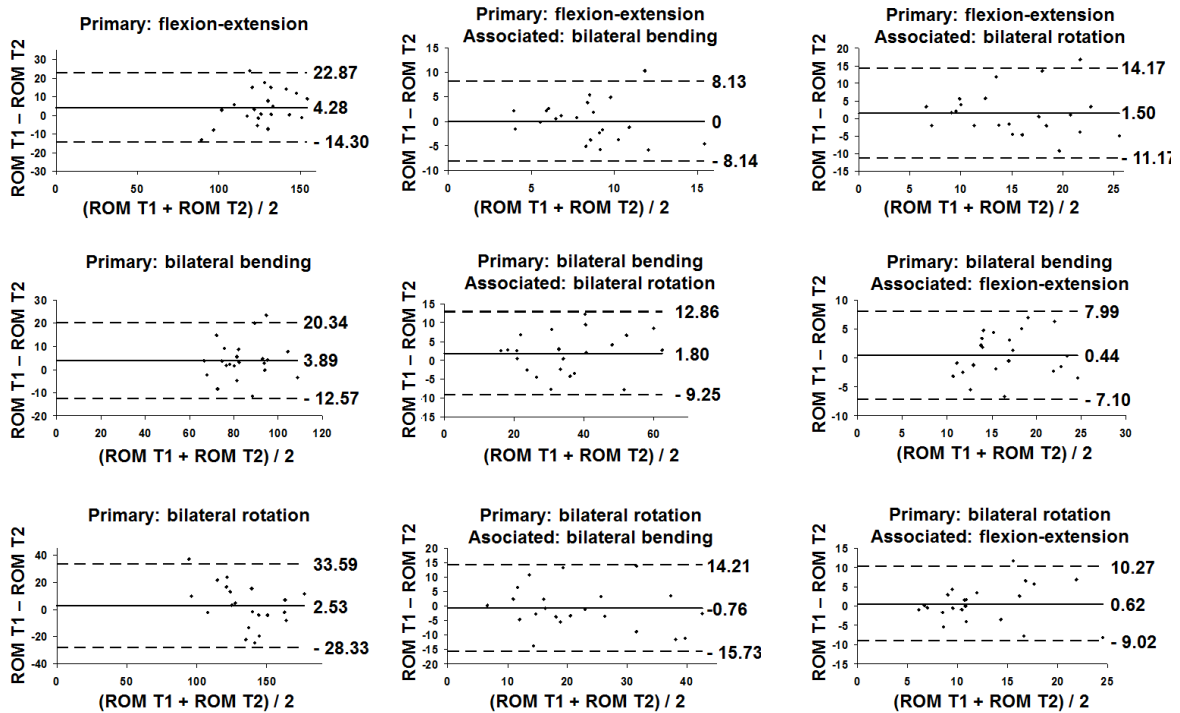 Primary: flexion-extension
ROM T1 – ROM T2
30
20
10
0
-10
-20
-30
22.87
4.28
- 14.30
0 50 100 150
(ROM T1 + ROM T2) / 2
Primary: flexion-extension
Associated: bilateral bending
ROM T1 – ROM T2
15
10
5
0
-5
-10
8.13
0
- 8.14
0 5 10 15
(ROM T1 + ROM T2) / 2
Primary: flexion-extension
Associated: bilateral rotation
ROM T1 – ROM T2
20
15
10
5
0
-5
-10
-15
14.17
1.50
- 11.17
0 5 10 15 20 25
(ROM T1 + ROM T2) / 2
Primary: bilateral bending
ROM T1 – ROM T2
30
20
10
0
-10
-20
20.34
3.89
- 12.57
0 20 40 60 80 100 120
(ROM T1 + ROM T2) / 2
Primary: bilateral bending
Associated: bilateral rotation
ROM T1 – ROM T2
15
10
5
0
-5
-10
-15
12.86
1.80
- 9.25
0 20 40 60
(ROM T1 + ROM T2) / 2
Primary: bilateral bending
Associated: flexion-extension
ROM T1 – ROM T2
10
5
0
-5
-10
7.99
0.44
- 7.10
0 5 10 15 20 25 30
(ROM T1 + ROM T2) / 2
Primary: bilateral rotation
ROM T1 – ROM T2
40
20
0
-20
-40
33.59
2.53
- 28.33
0 50 100 150
(ROM T1 + ROM T2) / 2
Primary: bilateral rotation
Asociated: bilateral bending
ROM T1 – ROM T2
20
15
10
5
0
-5
-10
-15
-20
14.21
-0.76
- 15.73
0 10 20 30 40
(ROM T1 + ROM T2) / 2
Primary: bilateral rotation
Associated: flexion-extension
ROM T1 – ROM T2
15
10
5
0
-5
-10
-15
10.27
0.62
- 9.02
0 5 10 15 20 25
(ROM T1 + ROM T2) / 2